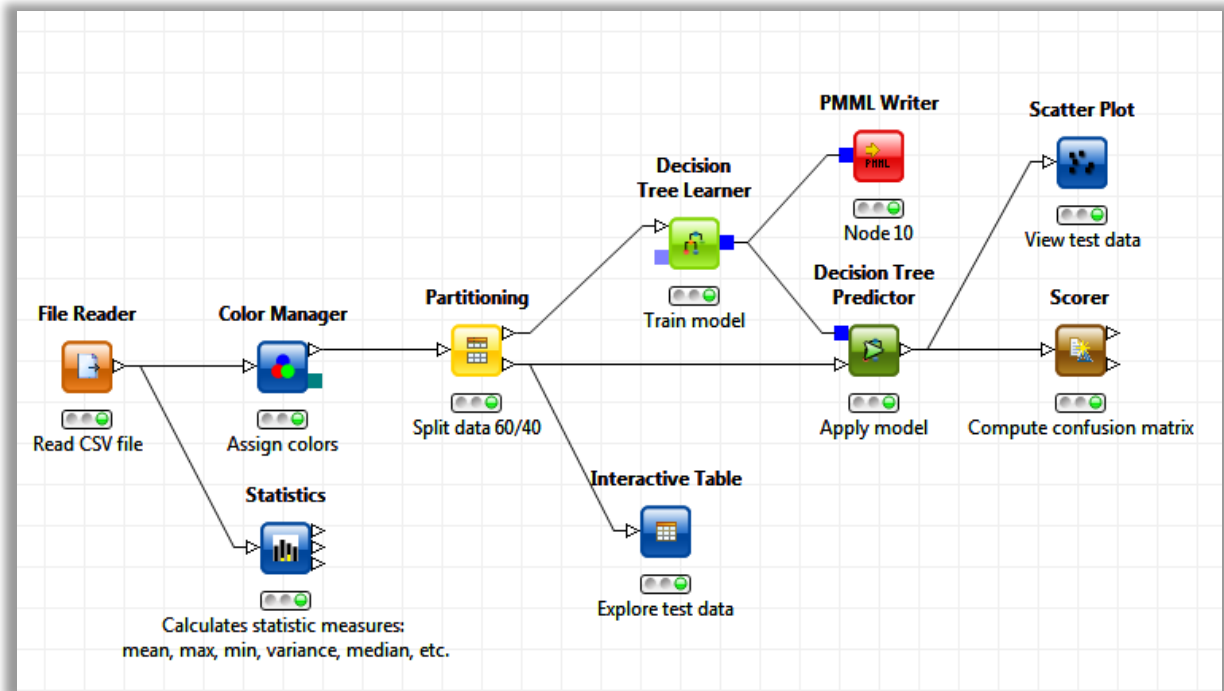 PMML Writer
PMML
Node 10
Scatter Plot
View test data
Decision
Tree Learner
Train model
Decision Tree
Predictor
Apply model
Scorer
Compute confusion matrix
File Reader
Read CSV file
Color Manager
Assign colors
Partitioning
Split data 60/40
Statistics
Calculates statistic measures:
mean, max, min, variance, median, etc.
Interactive Table
Explore test data